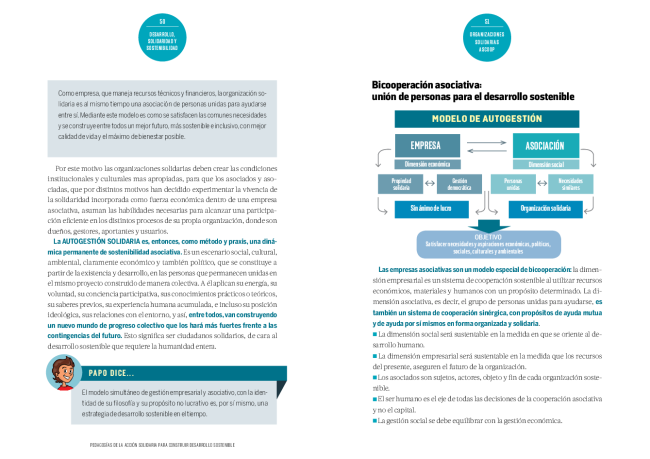 50
DESARROLLO,
SOLIDARIDAD Y
SOSTENIBILIDAD
Como empresa, que maneja recursos técnicos y financieros, la organización so-
lidaria es al mismo tiempo una asociación de personas unidas para ayudarse
entre sí. Mediante este modelo es como se satisfacen las comunes necesidades
y se construye entre todos un mejor futuro, más sostenible e inclusivo, con mejor
calidad de vida y el máximo de bienestar posible.
Por este motivo las organizaciones solidarias deben crear las condiciones
institucionales y culturales mas apropiadas, para que los asociados y aso-
ciadas, que por distintos motivos han decidido experimentar la vivencia de
la solidaridad incorporada como fuerza económica dentro de una empresa
asociativa, asuman las habilidades necesarias para alcanzar una participa-
ción eficiente en los distintos procesos de su propia organización, donde son
dueños, gestores, aportantes y usuarios.
La AUTOGESTIÓN SOLIDARIA es, entonces, como método y praxis, una diná-
mica permanente de sostenibilidad asociativa. Es un escenario social, cultural,
ambiental, claramente económico y también político, que se constituye a
partir de la existencia y desarrollo, en las personas que permanecen unidas en
el mismo proyecto construido de manera colectiva. A él aplican su energía, su
voluntad, su conciencia participativa, sus conocimientos prácticos o teóricos,
su saberes previos, su experiencia humana acumulada, e incluso su posición
ideológica, sus relaciones con el entorno, y así, entre todos, van construyendo
un nuevo mundo de progreso colectivo que los hará más fuertes frente a las
contingencias del futuro. Esto significa ser ciudadanos solidarios, de cara al
desarrollo sostenible que requiere la humanidad entera.
PAPO DICE...
El modelo simultáneo de gestión empresarial y asociativo, con la iden-
tidad de su filosofía y su propósito no lucrativo es, por sí mismo, una
estrategia de desarrollo sostenible en el tiempo.
PEDAGOGÍAS DE LA ACCIÓN SOLIDARIA PARA CONSTRUIR DESARROLLO SOSTENIBLE
51
ORGANIZACIONES
SOLIDARIAS
ASCOOP
Bicooperación asociativa:
unión de personas para el desarrollo sostenible
MODELO DE AUTOGESTIÓN
EMPRESA
ASOCIACIÓN
Dimensión económica
Dimensión social
Propiedad
solidaria
Gestión
democrática
Personas
unidas
Necesidades
similares
Sin ánimo de lucro
Organización solidaria
OBJETIVO
Satisfacer necesidades y aspiraciones económicas, políticas,
sociales, culturales y ambientales
Las empresas asociativas son un modelo especial de bicooperación: la dimen-
sión empresarial es un sistema de cooperación sostenible al utilizar recursos
económicos, materiales y humanos con un propósito determinado. La di-
mensión asociativa, es decir, el grupo de personas unidas para ayudarse, es
también un sistema de cooperación sinérgica, con propósitos de ayuda mutua
y de ayuda por sí mismos en forma organizada y solidaria.
■ La dimensión social será sustentable en la medida en que se oriente al de-
sarrollo humano.
■ La dimensión empresarial será sustentable en la medida que los recursos
del presente, aseguren el futuro de la organización.
■ Los asociados son sujetos, actores, objeto y fin de cada organización soste-
nible.
■ El ser humano es el eje de todas las decisiones de la cooperación asociativa
y no el capital.
■ La gestión social se debe equilibrar con la gestión económica.